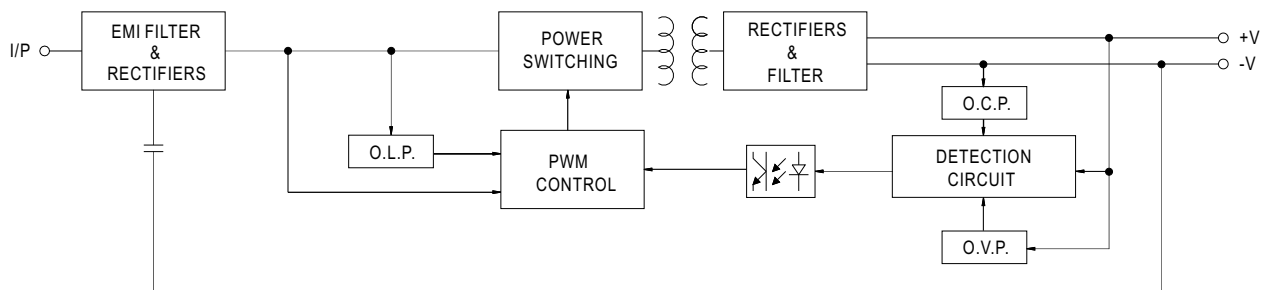 I/P
EMI FILTER
&
RECTIFIERS
POWER
SWITCHING
RECTIFIERS
&
FILTER
+V
-V
O.C.P.
O.L.P.
PWM
CONTROL
DETECTION
CIRCUIT
O.V.P.